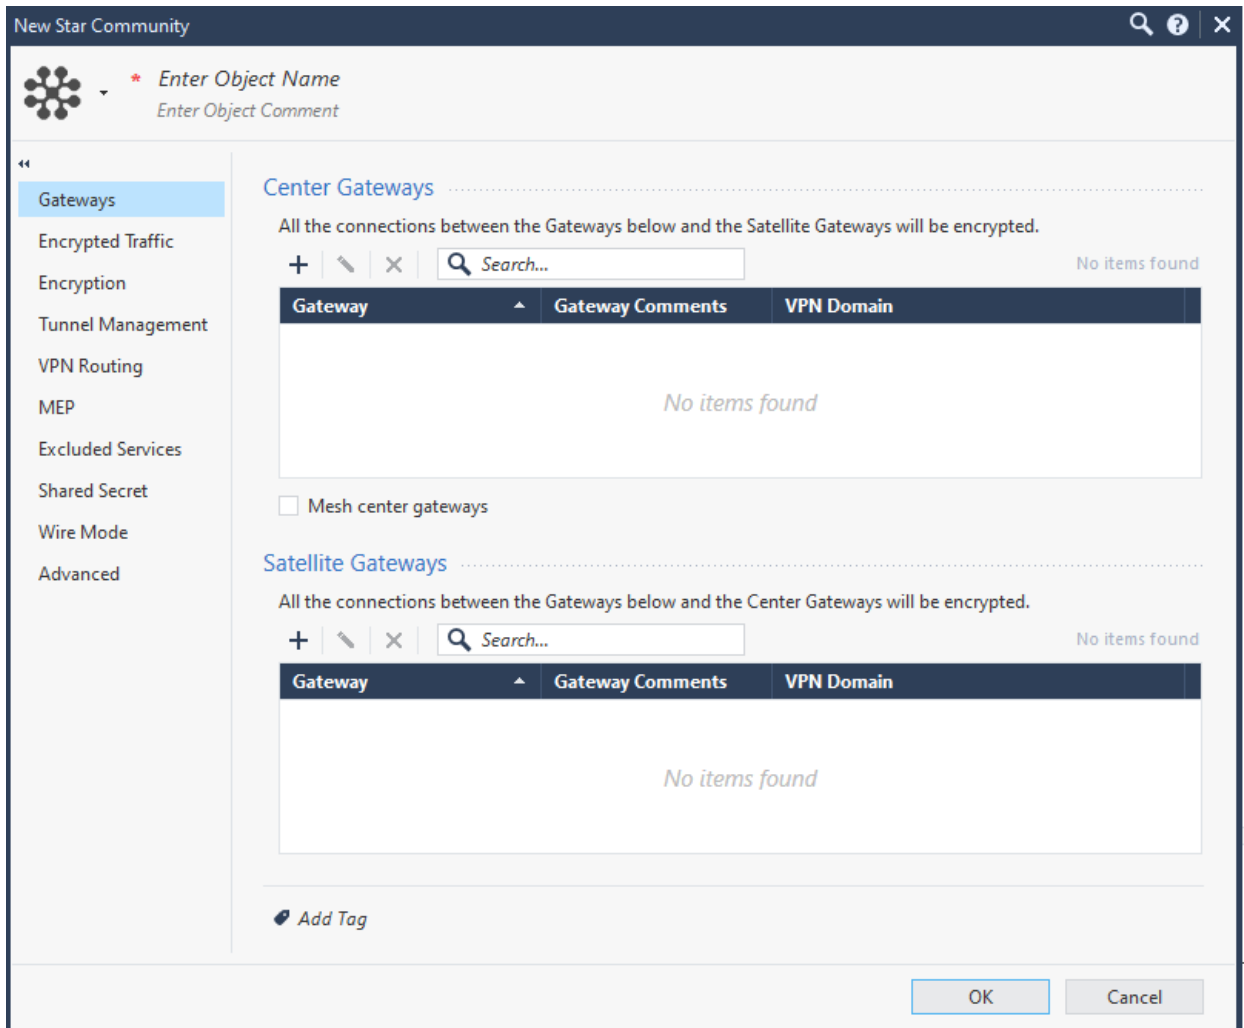 New Star Community
* Enter Object Name
Enter Object Comment
Gateways
Encrypted Traffic
Encryption
Tunnel Management
VPN Routing
MEP
Excluded Services
Shared Secret
Wire Mode
Advanced
Center Gateways
All the connections between the Gateways below and the Satellite Gateways will be encrypted.
Search... No items found
Gateway Gateway Comments VPN Domain
No items found
Mesh center gateways
Satellite Gateways
All the connections between the Gateways below and the Center Gateways will be encrypted.
Search... No items found
Gateway Gateway Comments VPN Domain
No items found
Add Tag
OK Cancel